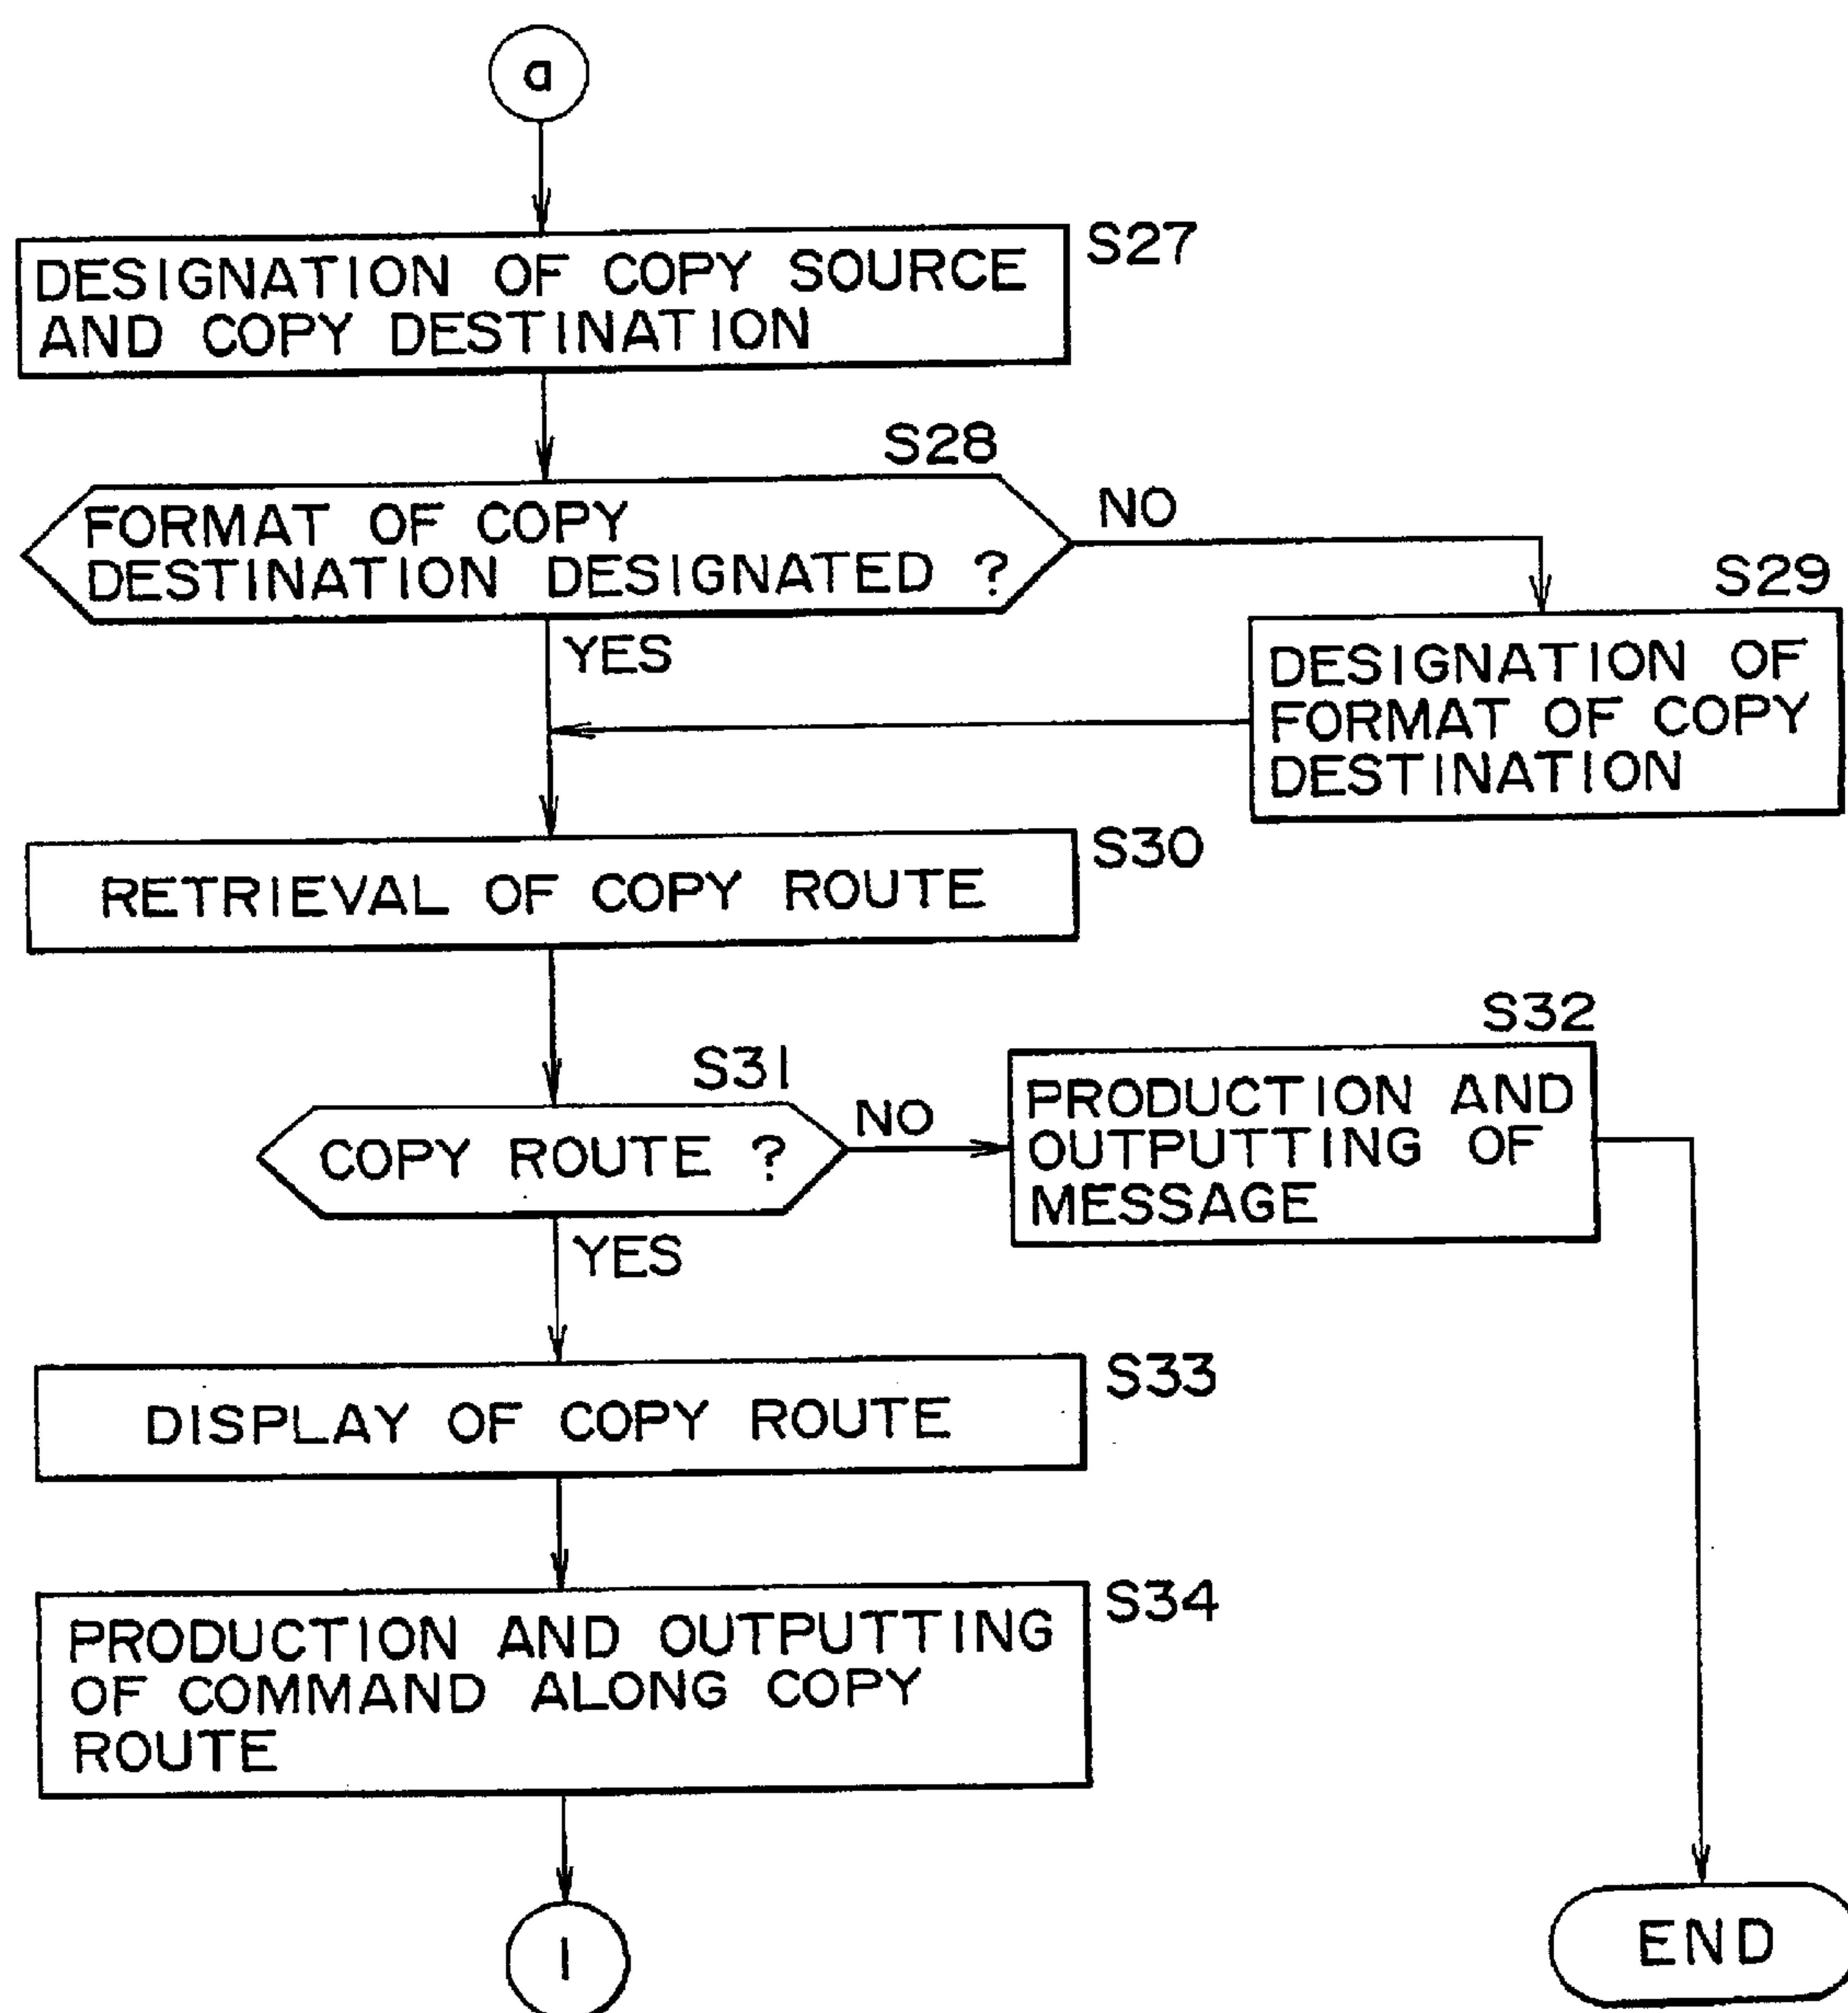 a
S27
DESIGNATION OF COPY SOURCE
AND COPY DESTINATION
S28
FORMAT OF COPY
DESTINATION DESIGNATED ?
NO
YES
S29
DESIGNATION OF
FORMAT OF COPY
DESTINATION
S30
RETRIEVAL OF COPY ROUTE
S31
COPY ROUTE ?
NO
YES
S32
PRODUCTION AND
OUTPUTTING OF
MESSAGE
S33
DISPLAY OF COPY ROUTE
S34
PRODUCTION AND OUTPUTTING
OF COMMAND ALONG COPY
ROUTE
1
END